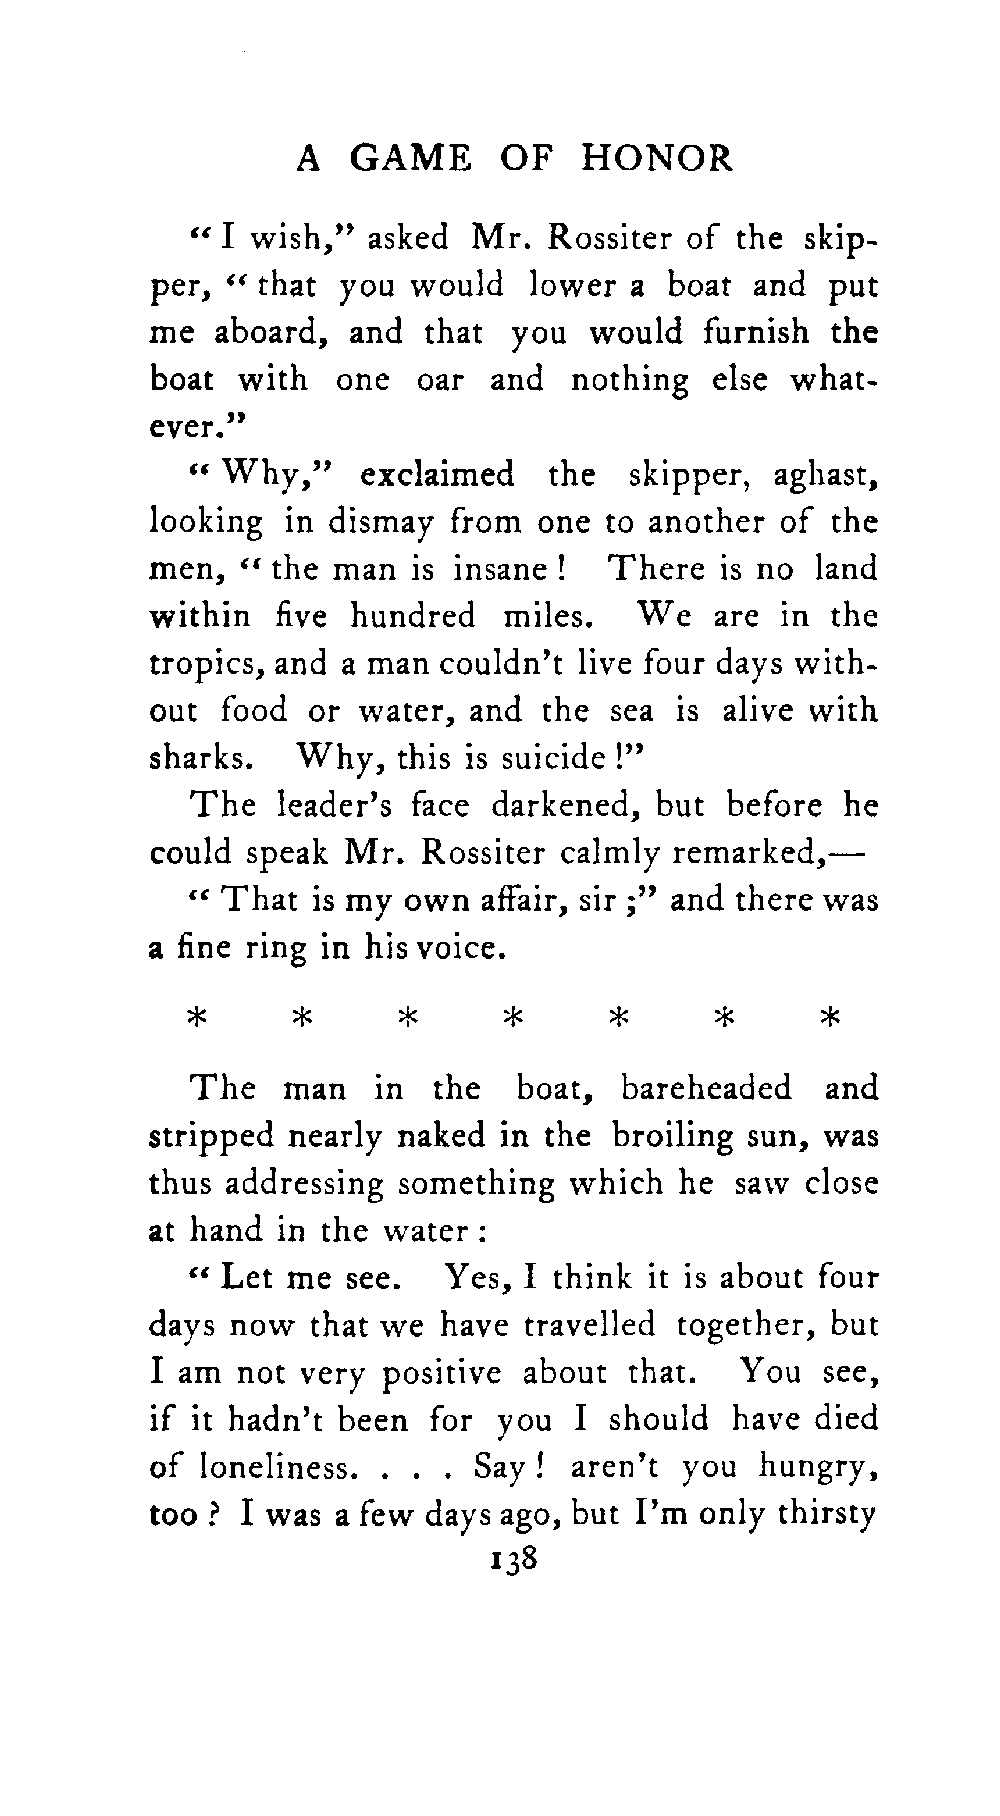 A GAME OF HONOR
“ I wish,” asked Mr. Rossiter of the skip-
per, “ that you would lower a boat and put
me aboard, and that you would furnish the
boat with one oar and nothing else what-
ever.”
“ Why,” exclaimed the skipper, aghast,
looking in dismay from one to another of the
men, “ the man is insane ! There is no land
within five hundred miles. We are in the
tropics, and a man couldn’t live four days with-
out food or water, and the sea is alive with
sharks. Why, this is suicide !”
The leader’s face darkened, but before he
could speak Mr. Rossiter calmly remarked,—
“ That is my own affair, sir ;” and there was
a fine ring in his voice.
* * * * * * *
The man in the boat, bareheaded and
stripped nearly naked in the broiling sun, was
thus addressing something which he saw close
at hand in the water :
“ Let me see. Yes, I think it is about four
days now that we have travelled together, but
I am not very positive about that. You see,
if it hadn’t been for you I should have died
of loneliness. . . . Say ! aren’t you hungry,
too ? I was a few days ago, but I’m only thirsty
138